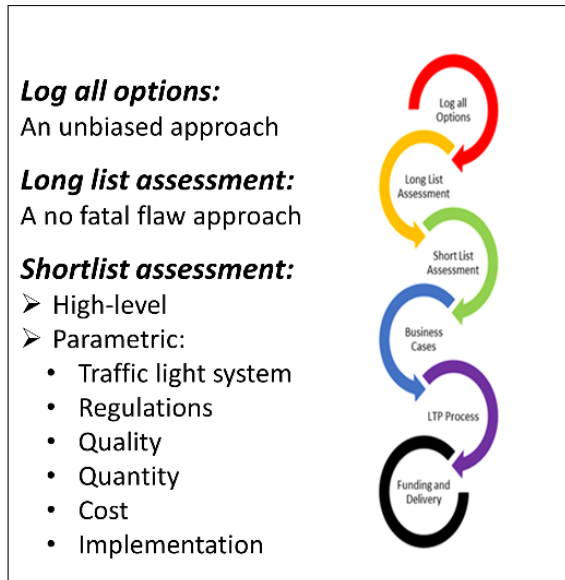 Log all options:
An unbiased approach
Long list assessment:
A no fatal flaw approach
Shortlist assessment:
➢ High-level
➢ Parametric:
• Traffic light system
• Regulations
• Quality
• Quantity
• Cost
• Implementation
Log all
Options
Long List
Assessment
Short List
Assessment
Business
Cases
LTP Process
Funding and
Delivery